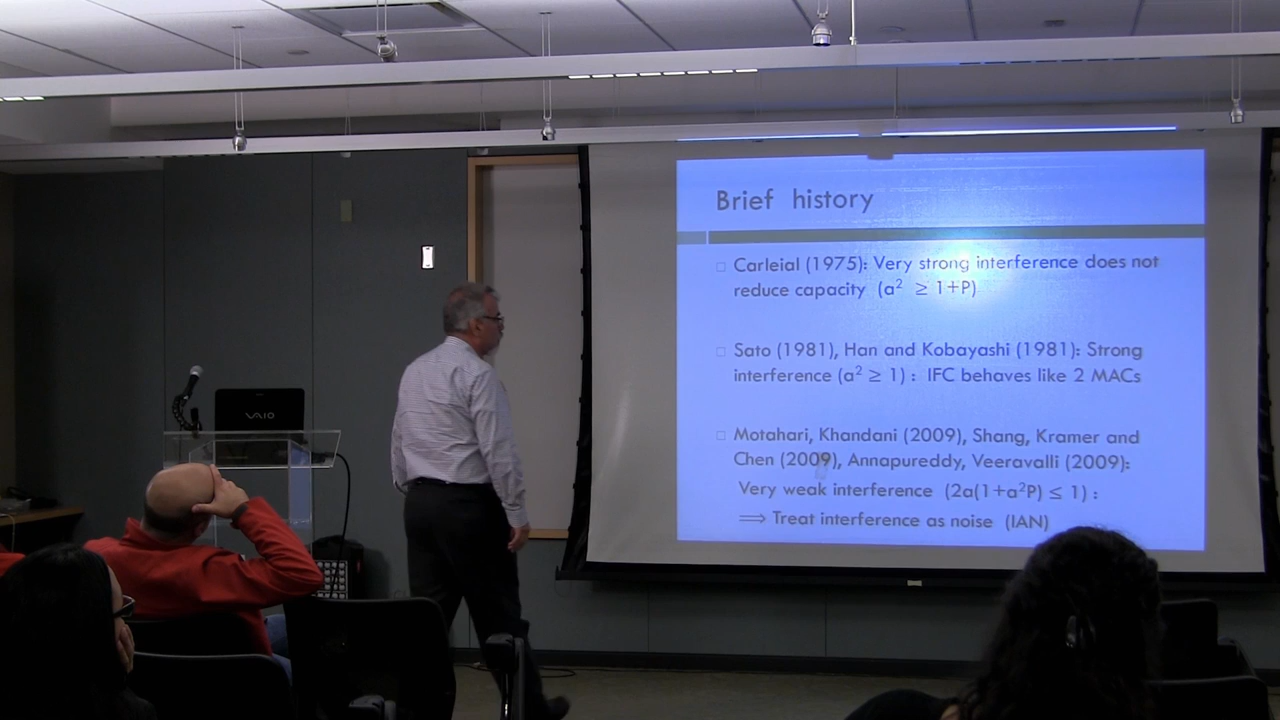 Brief history
Carleial (1975): Very strong interference does not
reduce capacity (a² ≥ 1+P)
Sato (1981), Han and Kobayashi (1981): Strong
interference (a² ≥ 1) : IFC behaves like 2 MACs
Motahari, Khandani (2009), Shang, Kramer and
Chen (2009), Annapureddy, Veeravalli (2009):
Very weak interference (2a(1+a²P) ≤ 1) :
⟹ Treat interference as noise (IAN)
VAIO